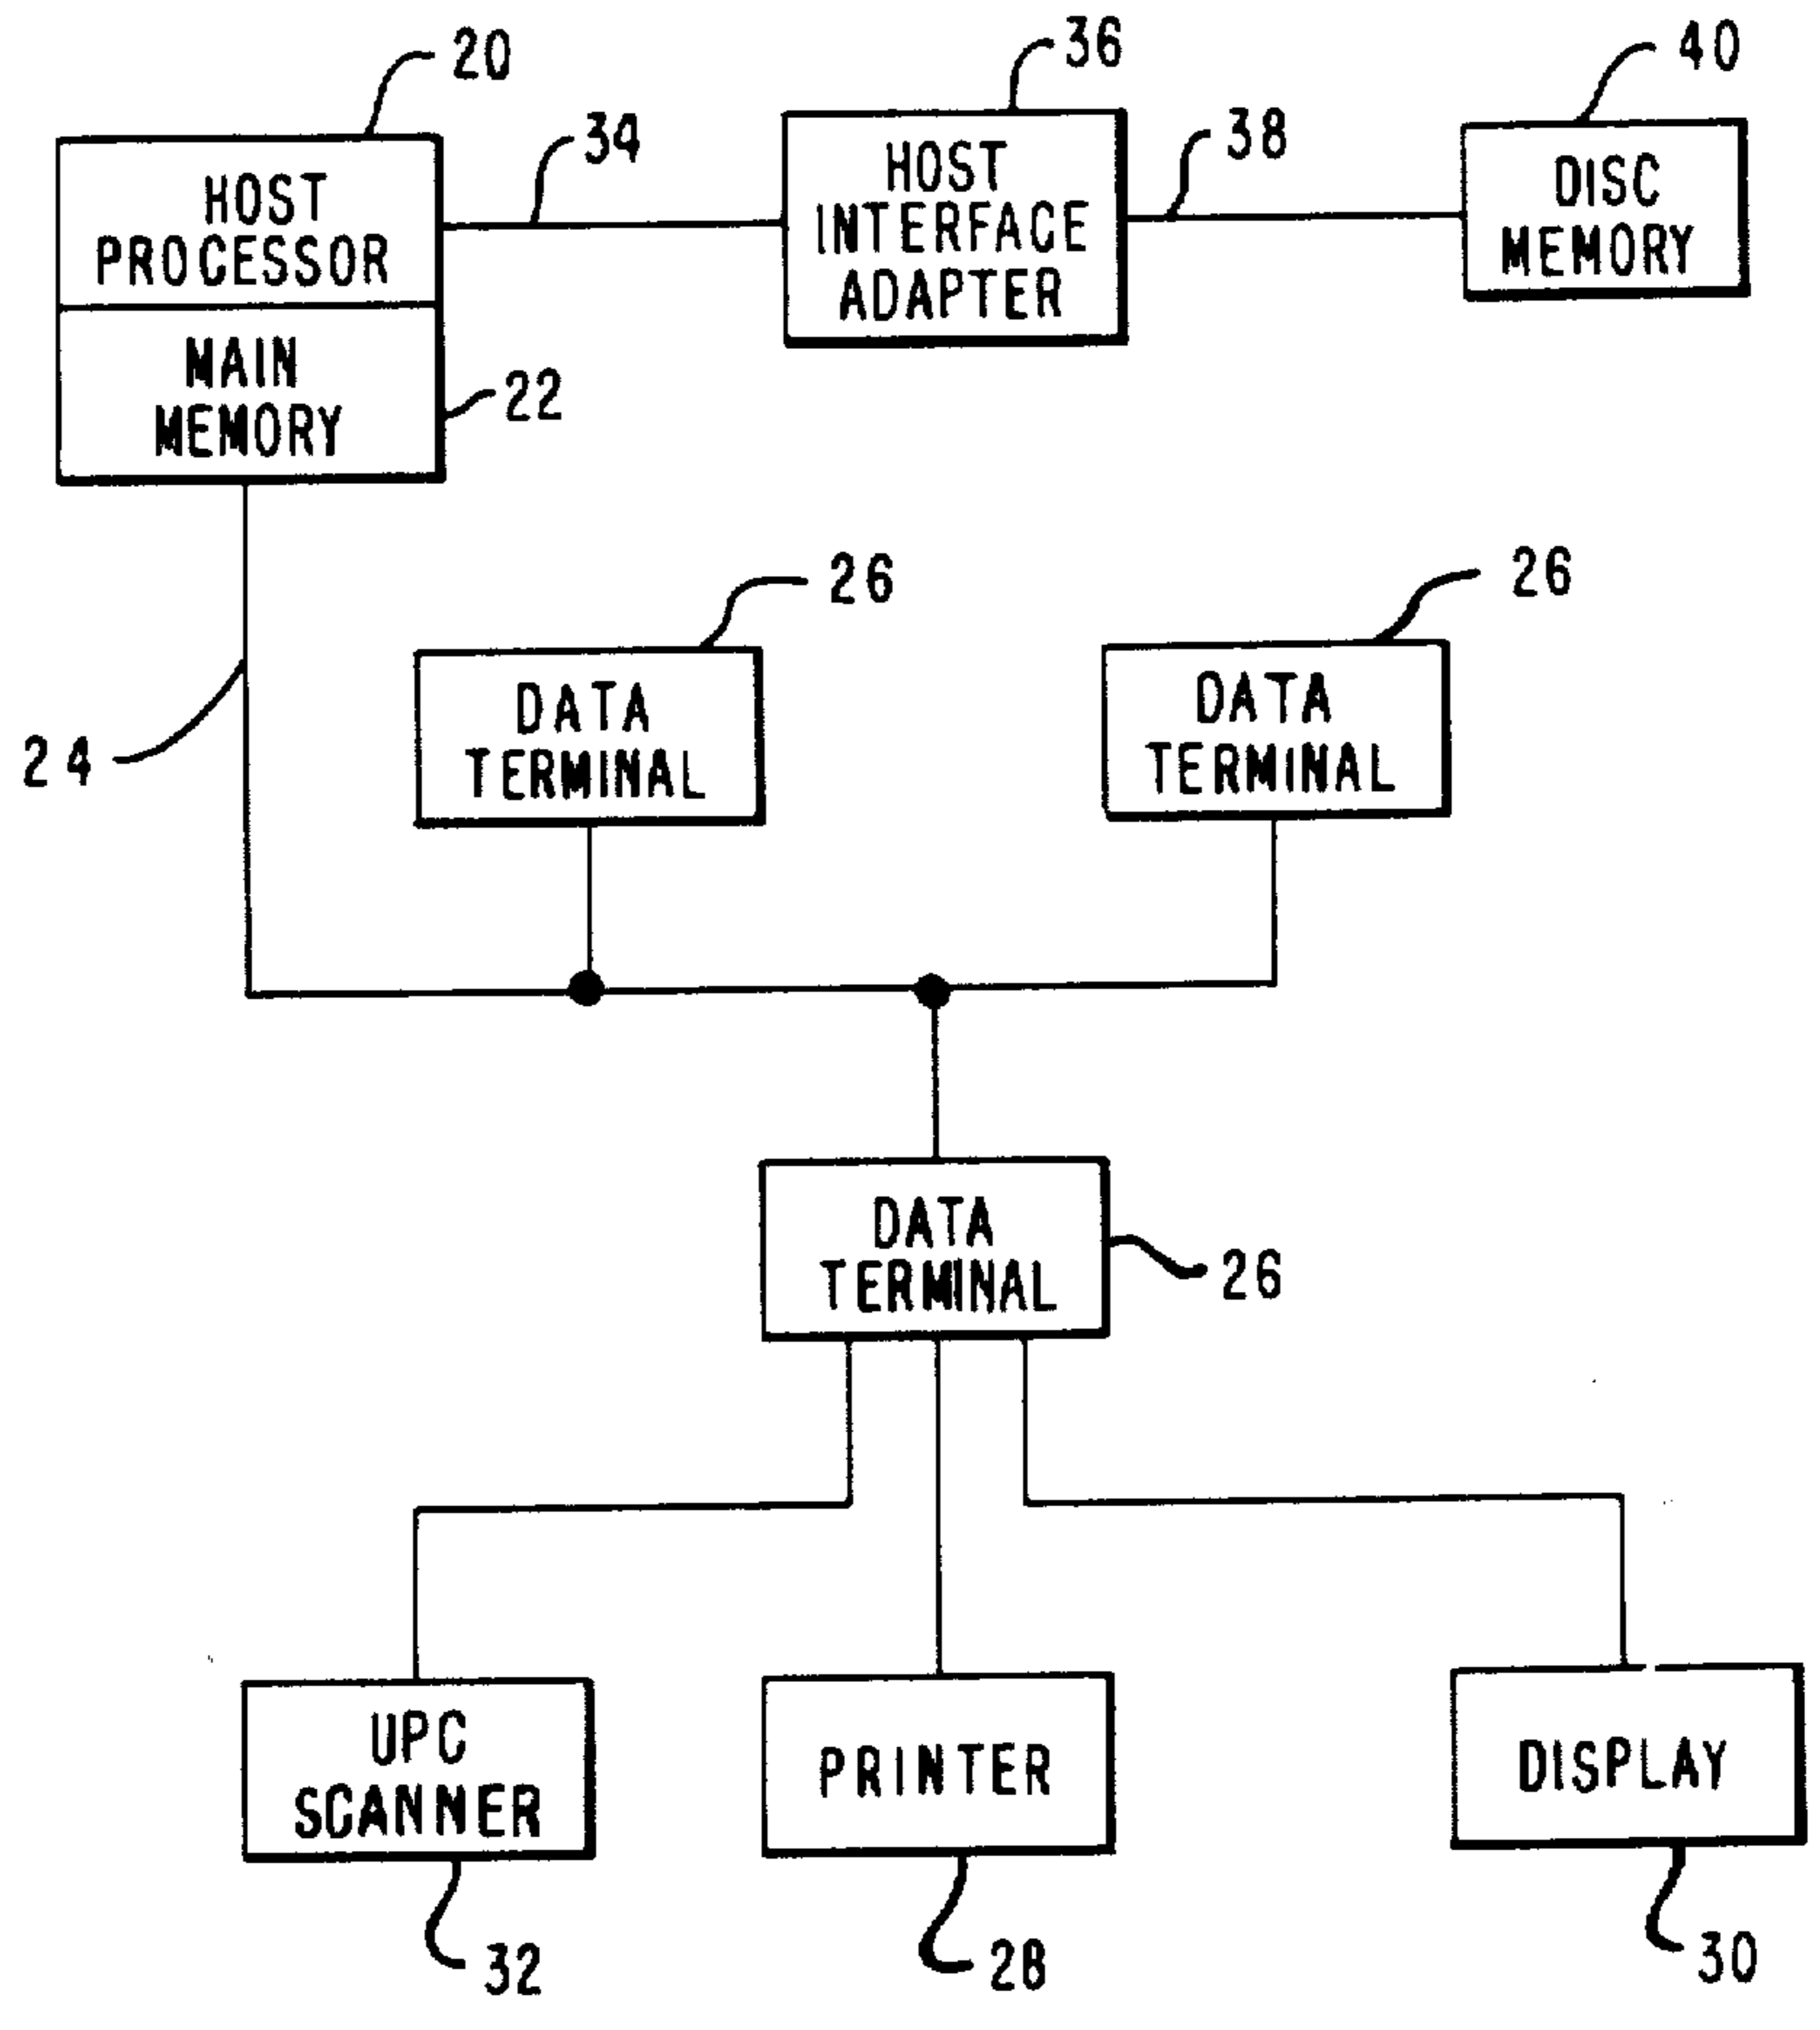 20
36
40
34
38
HOST
PROCESSOR
HOST
INTERFACE
ADAPTER
DISC
MEMORY
MAIN
MEMORY
22
26
26
24
DATA
TERMINAL
DATA
TERMINAL
DATA
TERMINAL
26
UPC
SCANNER
PRINTER
DISPLAY
32
28
30